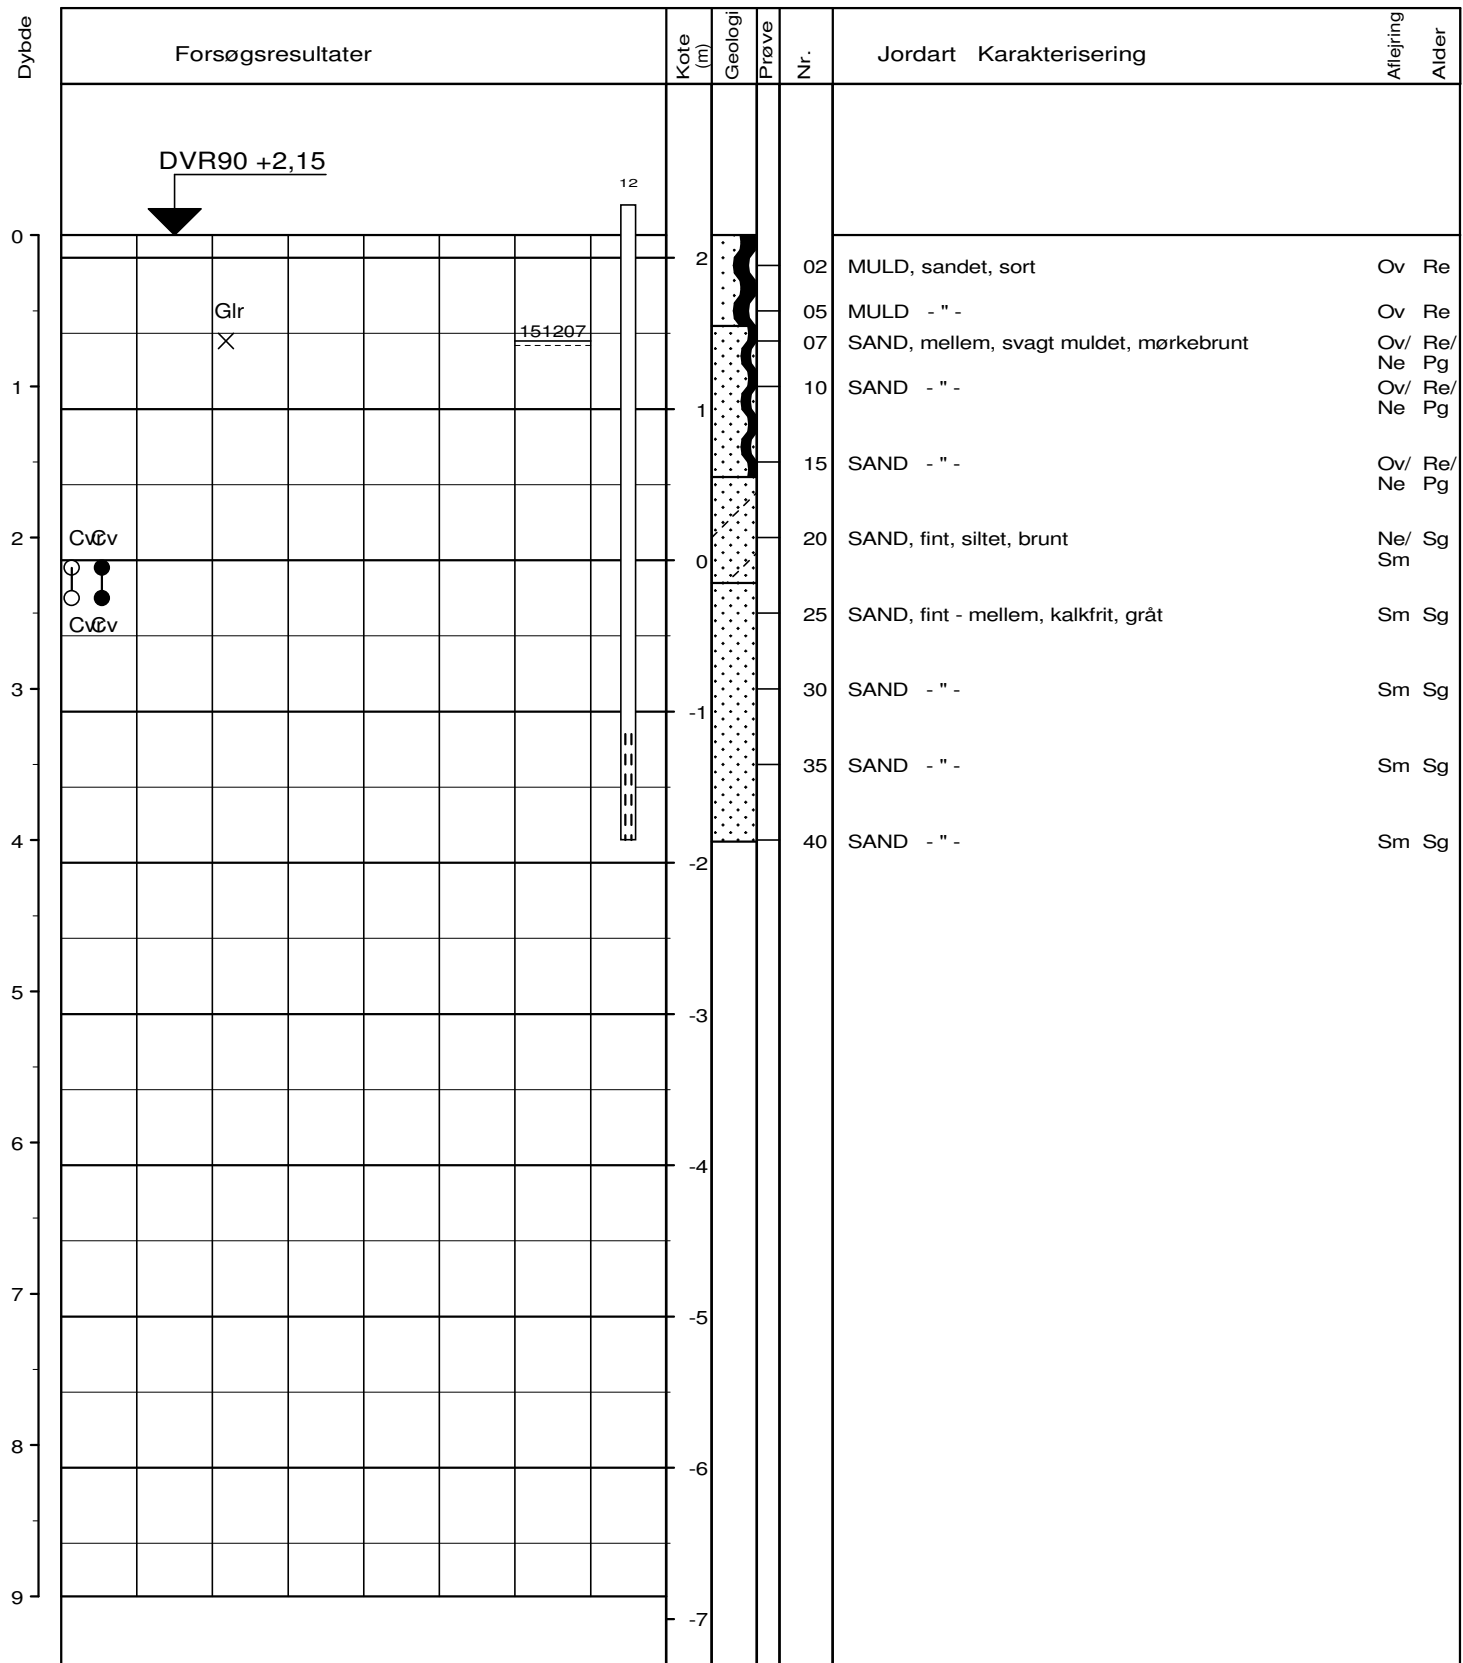 Dybde
Forsøgsresultater
Kote (m)
Geologi
Prøve
Nr.
Jordart Karakterisering
Aflejring
Alder
DVR90 +2,15
12
0
2
02 MULD, sandet, sort Ov Re
Glr
05 MULD - " - Ov Re
151207
07 SAND, mellem, svagt muldet, mørkebrunt Ov/ Re/
Ne Pg
1
10 SAND - " - Ov/ Re/
1
Ne Pg
15 SAND - " - Ov/ Re/
Ne Pg
2
Cvr Cv
20 SAND, fint, siltet, brunt Ne/ Sg
0
Sm
25 SAND, fint - mellem, kalkfrit, gråt Sm Sg
Cvr Cv
3
30 SAND - " - Sm Sg
-1
35 SAND - " - Sm Sg
4
40 SAND - " - Sm Sg
-2
5
-3
6
-4
7
-5
8
-6
9
-7